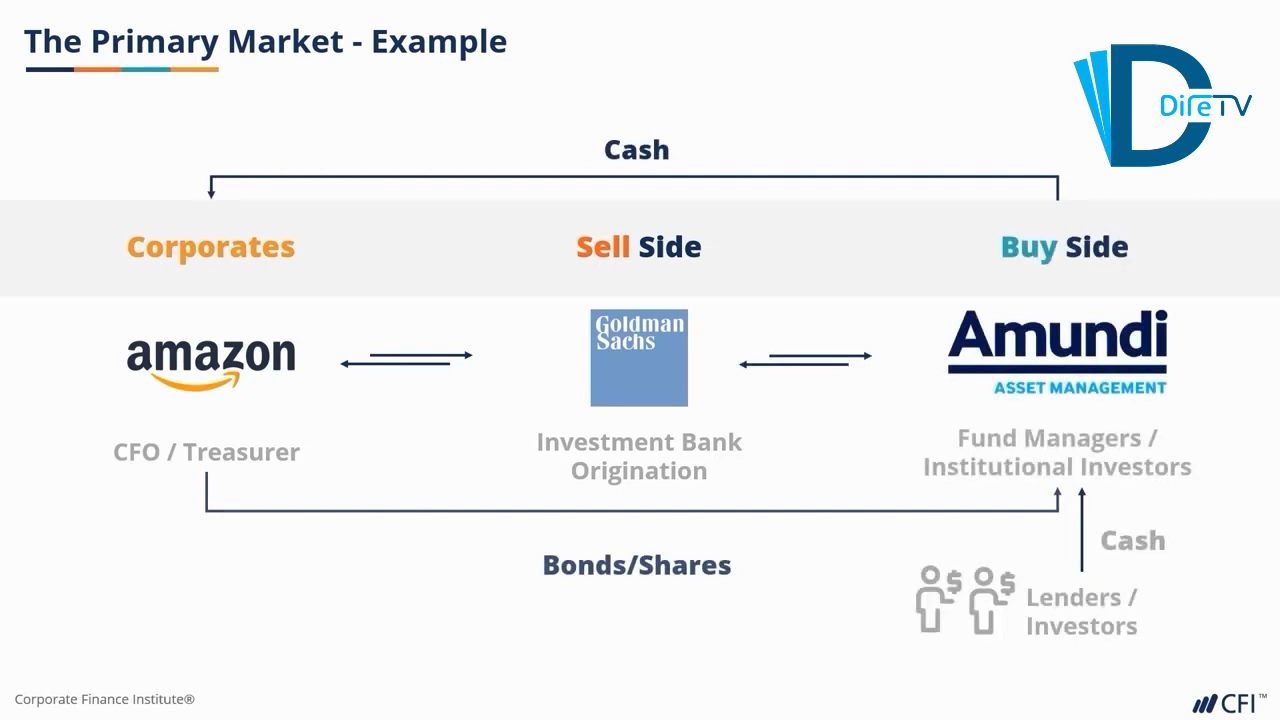 The Primary Market - Example
DireTV
Cash
Corporates
Sell Side
Buy Side
amazon
Goldman
Sachs
Amundi
ASSET MANAGEMENT
CFO / Treasurer
Investment Bank
Origination
Fund Managers /
Institutional Investors
Bonds/Shares
Cash
$ $
Lenders /
Investors
Corporate Finance Institute®
CFI™